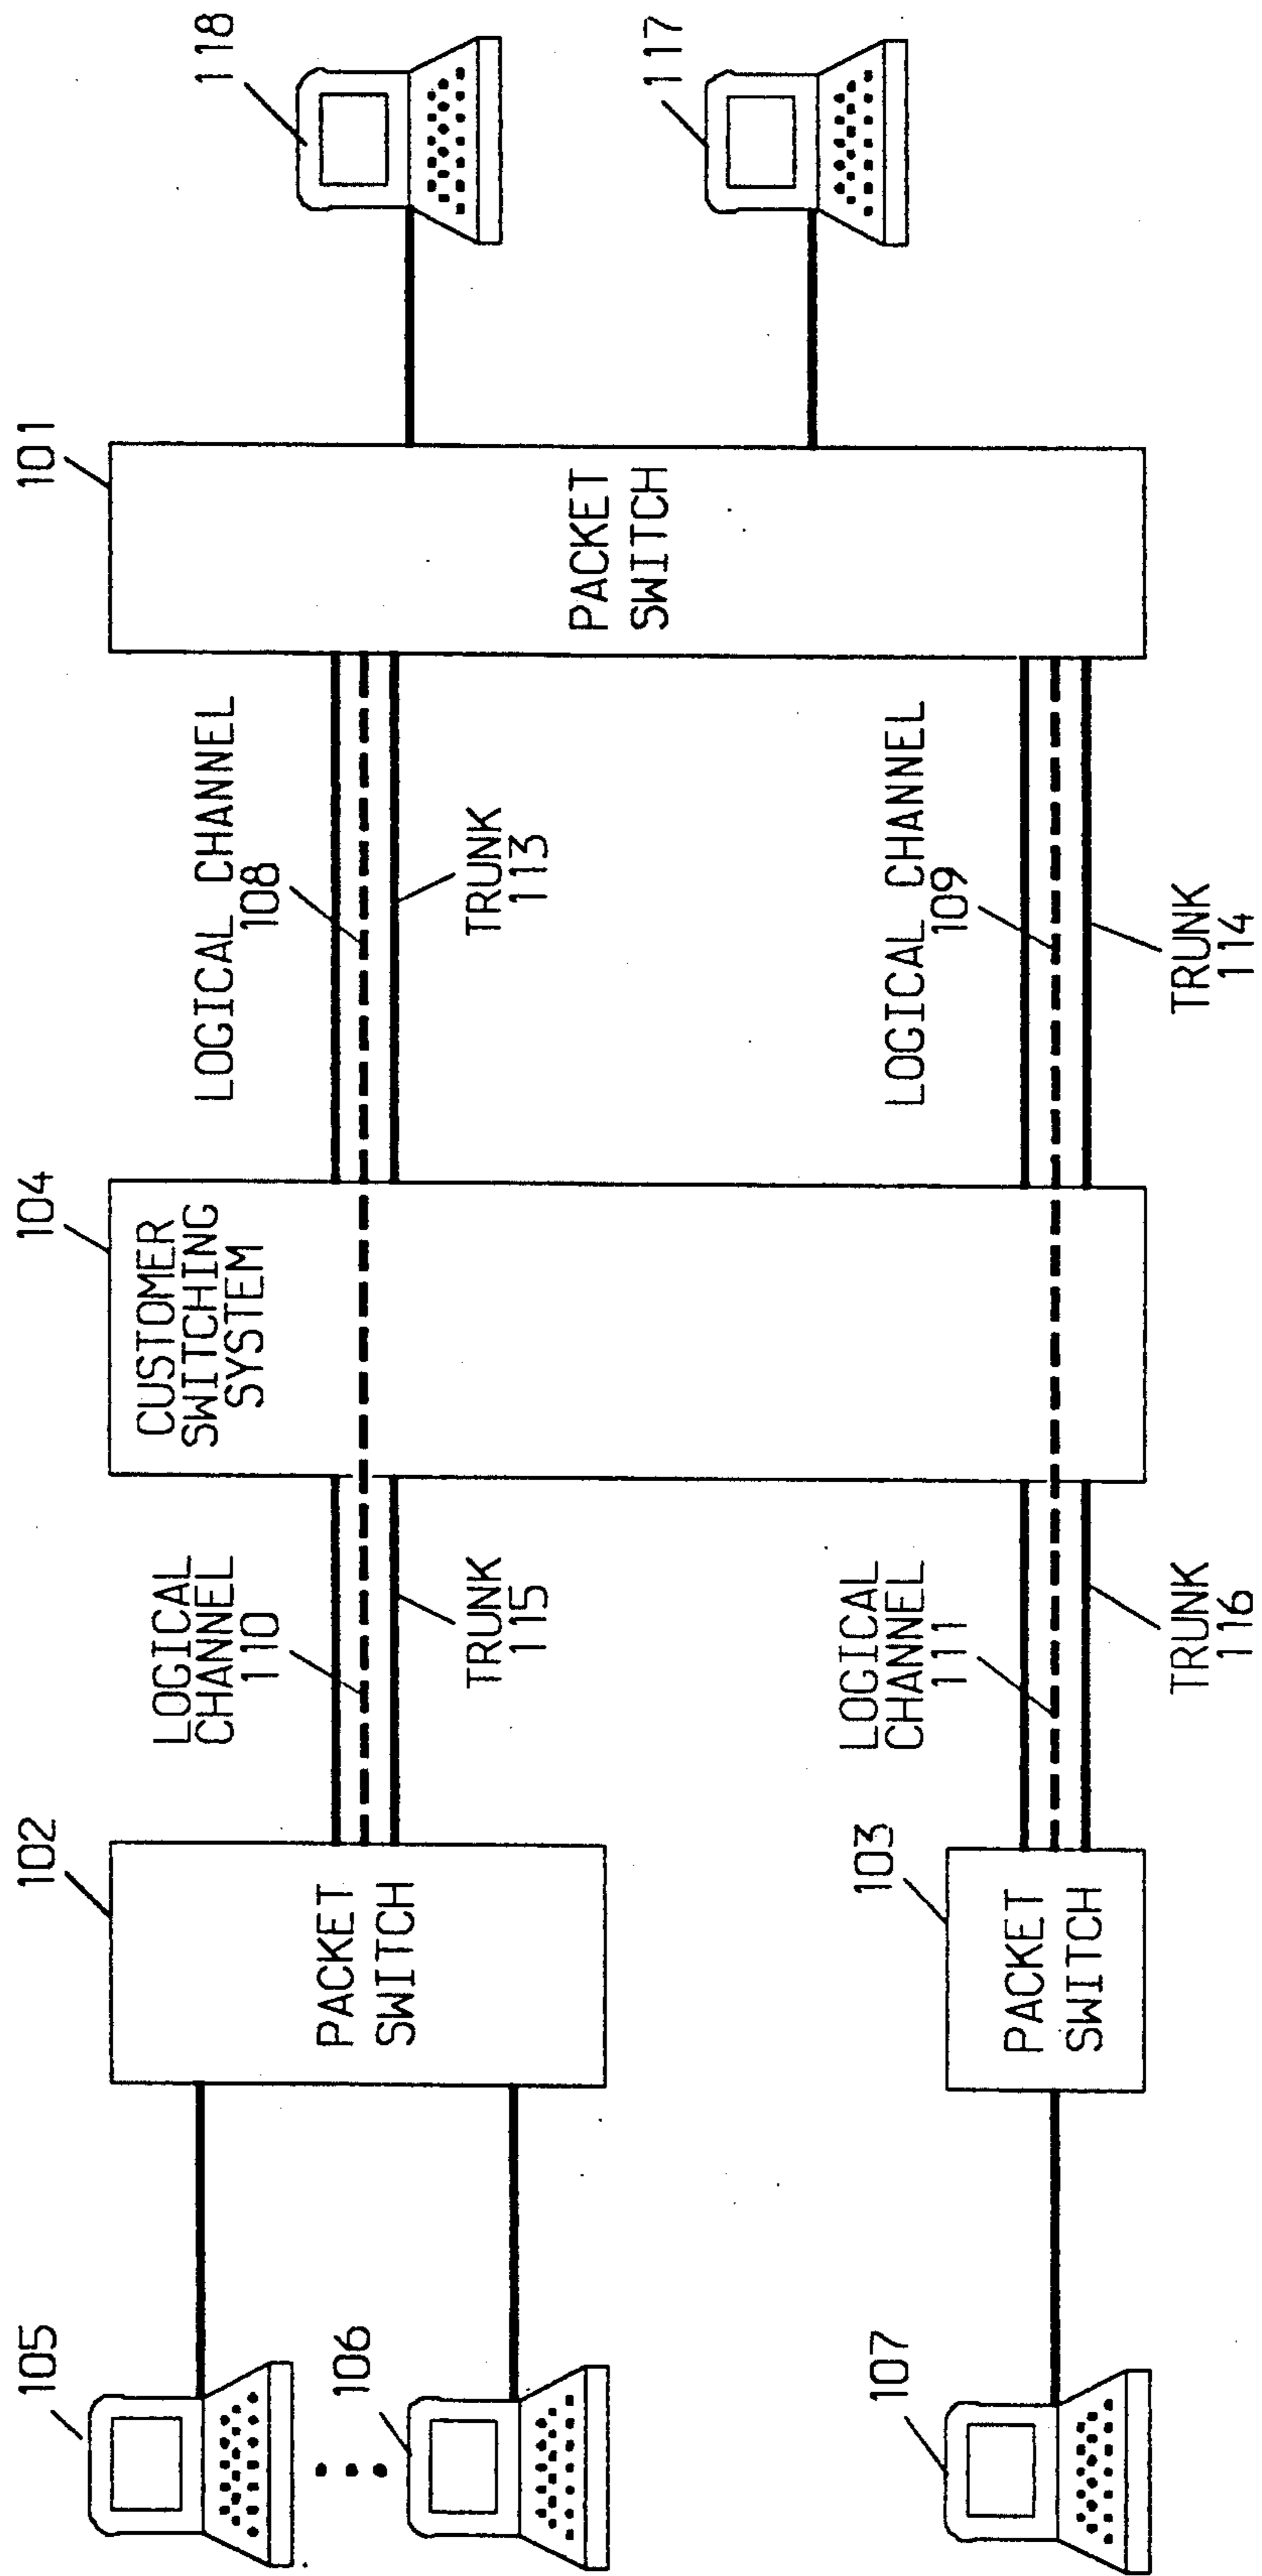 105
102
LOGICAL
CHANNEL
110
104
CUSTOMER
SWITCHING
SYSTEM
LOGICAL CHANNEL
108
101
118
106
PACKET
SWITCH
TRUNK
115
TRUNK
113
PACKET
SWITCH
117
107
103
PACKET
SWITCH
LOGICAL
CHANNEL
111
TRUNK
116
LOGICAL CHANNEL
109
TRUNK
114